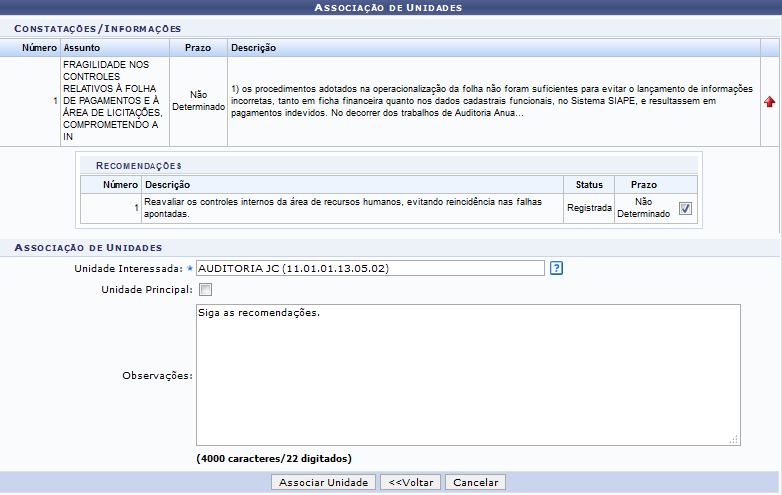 ASSOCIAÇÃO DE UNIDADES
CONSTATAÇÕES/INFORMAÇÕES
Número Assunto Prazo Descrição
1 FRAGILIDADE NOS
CONTROLES
RELATIVOS À FOLHA
DE PAGAMENTOS E À
ÁREA DE LICITAÇÕES,
COMPROMETENDO A
IN
Não
Determinado
1) os procedimentos adotados na operacionalização da folha não foram suficientes para evitar o lançamento de informações
incorretas, tanto em ficha financeira quanto nos dados cadastrais funcionais, no Sistema SIAPE, e resultassem em
pagamentos indevidos. No decorrer dos trabalhos de Auditoria Anua...
RECOMENDAÇÕES
Número Descrição Status Prazo
1 Reavaliar os controles internos da área de recursos humanos, evitando reincidência nas falhas
apontadas.
Registrada
Não
Determinado
ASSOCIAÇÃO DE UNIDADES
Unidade Interessada: * AUDITORIA JC (11.01.01.13.05.02) ?
Unidade Principal:
Siga as recomendações.
Observações:
(4000 caracteres/22 digitados)
Associar Unidade <<Voltar Cancelar